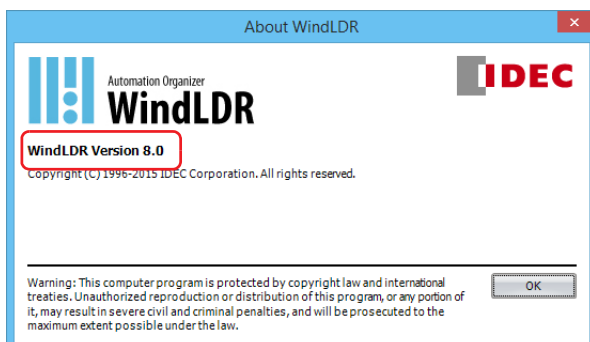 About WindLDR
×
Automation Organizer
WindLDR
IDEC
WindLDR Version 8.0
Copyright (C) 1996-2015 IDEC Corporation. All rights reserved.
Warning: This computer program is protected by copyright law and international
treaties. Unauthorized reproduction or distribution of this program, or any portion of
it, may result in severe civil and criminal penalties, and will be prosecuted to the
maximum extent possible under the law.
OK